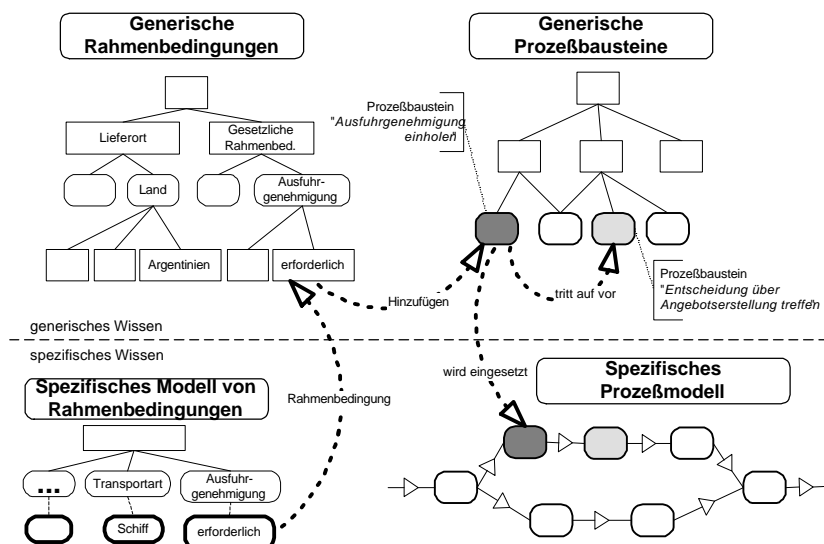 Generische
Rahmenbedingungen
Generische
Prozeßbausteine
Lieferort
Gesetzliche
Rahmenbed.
Land
Ausfuhr-
genehmigung
Argentinien
erforderlich
Prozeßbaustein
"Ausfuhrgenehmigung
einholen"
Prozeßbaustein
"Entscheidung über
Angebotserstellung treffen"
Hinzufügen
tritt auf vor
generisches Wissen
spezifisches Wissen
Spezifisches Modell von
Rahmenbedingungen
Rahmenbedingung
wird eingesetzt
Spezifisches
Prozeßmodell
...
Transportart
Ausfuhr-
genehmigung
Schiff
erforderlich